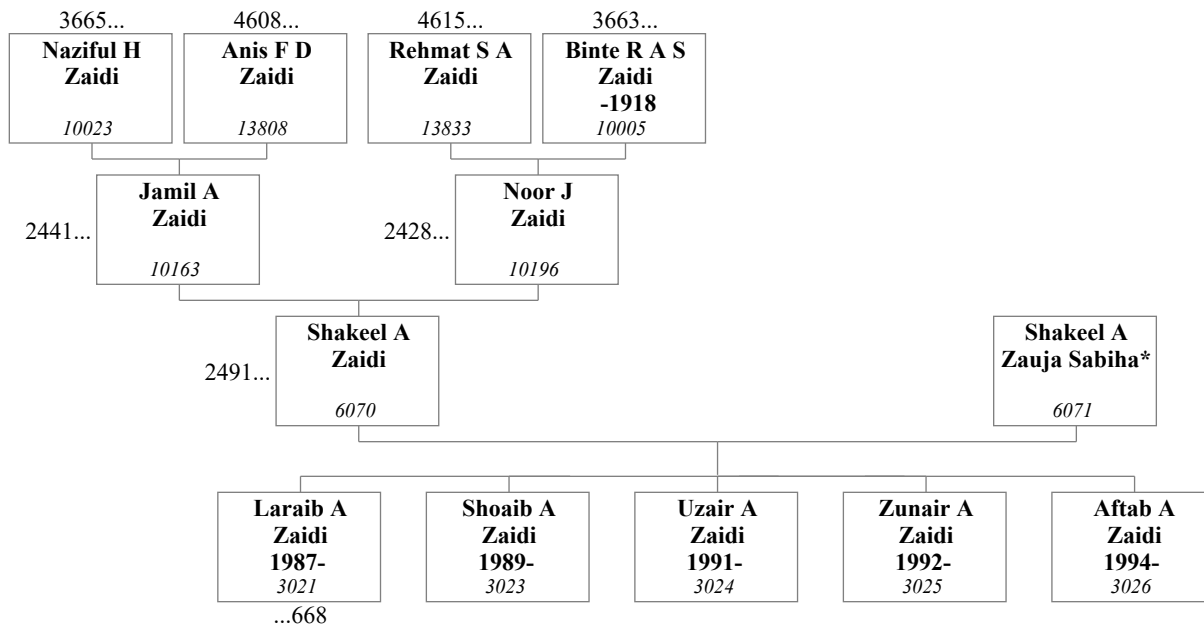 3665...
4608...
4615...
3663...
Naziful H
Zaidi
10023
Anis F D
Zaidi
13808
Rehmat S A
Zaidi
13833
Binte R A S
Zaidi
-1918
10005
2441...
Jamil A
Zaidi
10163
2428...
Noor J
Zaidi
10196
2491...
Shakeel A
Zaidi
6070
Shakeel A
Zauja Sabiha*
6071
Laraib A
Zaidi
1987-
3021
...668
Shoaib A
Zaidi
1989-
3023
Uzair A
Zaidi
1991-
3024
Zunair A
Zaidi
1992-
3025
Aftab A
Zaidi
1994-
3026